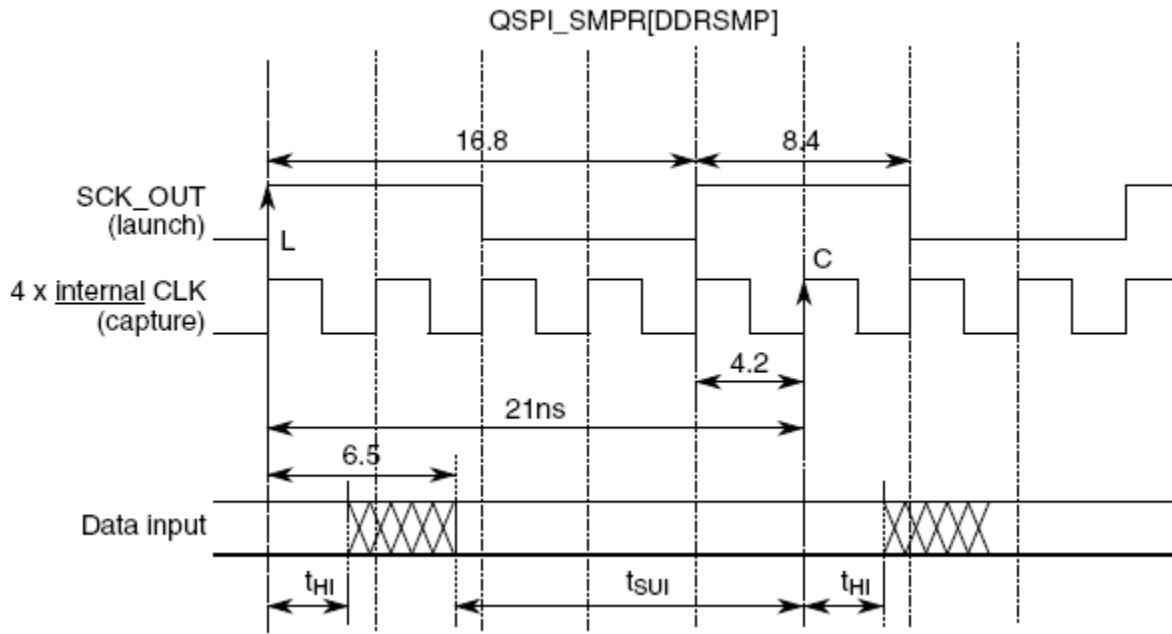 QSPI_SMPR[DDRSMP]
16.8
8.4
SCK_OUT
(launch)
L
C
4 x internal CLK
(capture)
4.2
21ns
6.5
Data input
tHI
tSUI
tHI